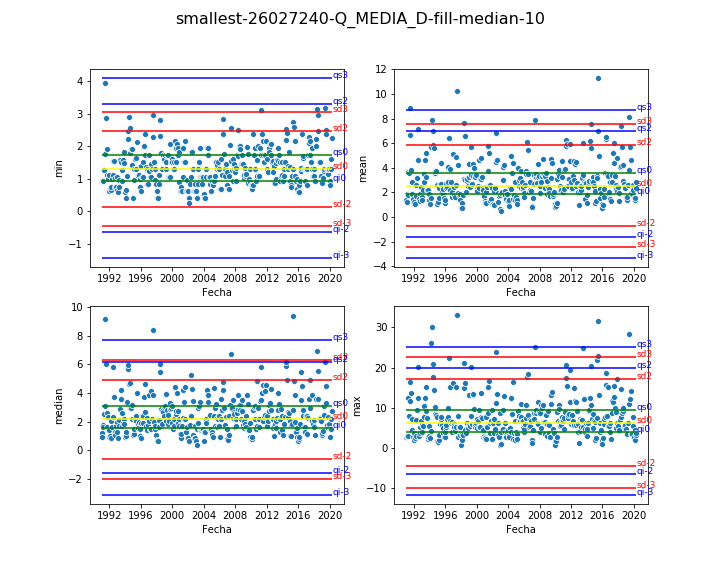 smallest-26027240-Q_MEDIA_D-fill-median-10
min
4
3
2
1
0
−1
qs3
qs2
sd3
sd2
qs0
sd0
qi0
sd-2
sd-3
qi-2
qi-3
1992 1996 2000 2004 2008 2012 2016 2020
Fecha
mean
12
10
8
6
4
2
0
−2
−4
qs3
sd3
qs2
sd2
qs0
sd0
qi0
sd-2
qi-2
sd-3
qi-3
1992 1996 2000 2004 2008 2012 2016 2020
Fecha
median
10
8
6
4
2
0
−2
qs3
sd3
qs2
sd2
qs0
sd0
qi0
sd-2
qi-2
sd-3
qi-3
1992 1996 2000 2004 2008 2012 2016 2020
Fecha
max
30
20
10
0
−10
qs3
sd3
qs2
sd2
qs0
sd0
qi0
sd-2
qi-2
sd-3
qi-3
1992 1996 2000 2004 2008 2012 2016 2020
Fecha